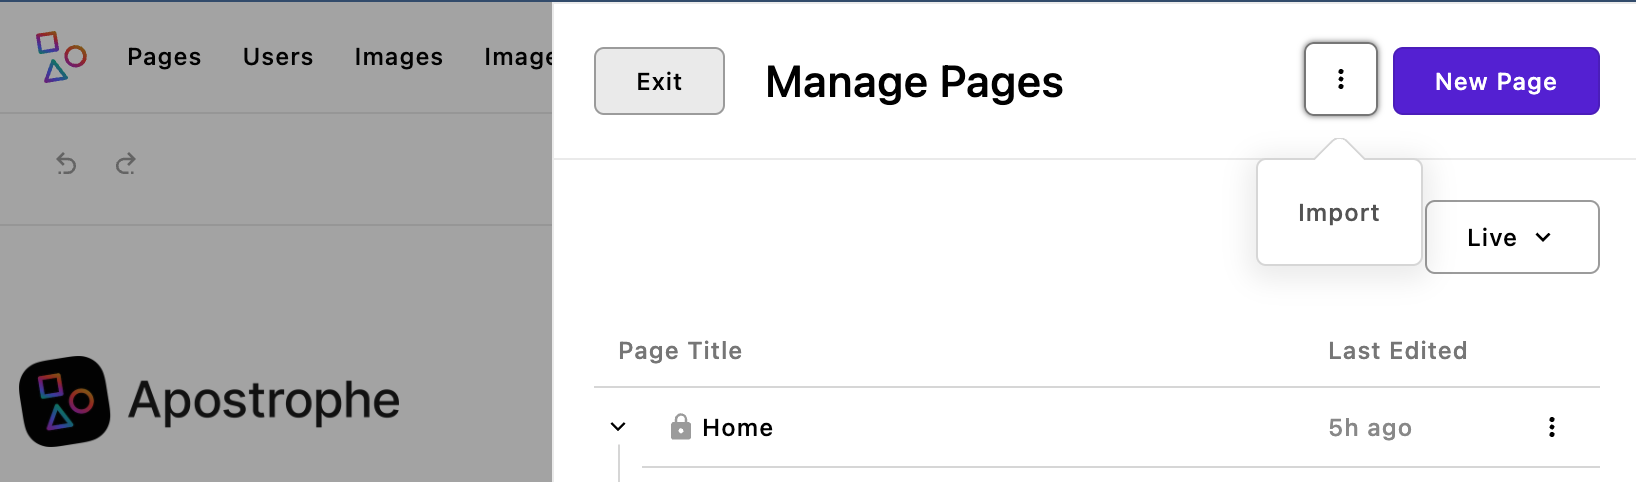 Pages Users Images Image
Exit Manage Pages New Page
Import
Live
Page Title Last Edited
Apostrophe
Home 5h ago